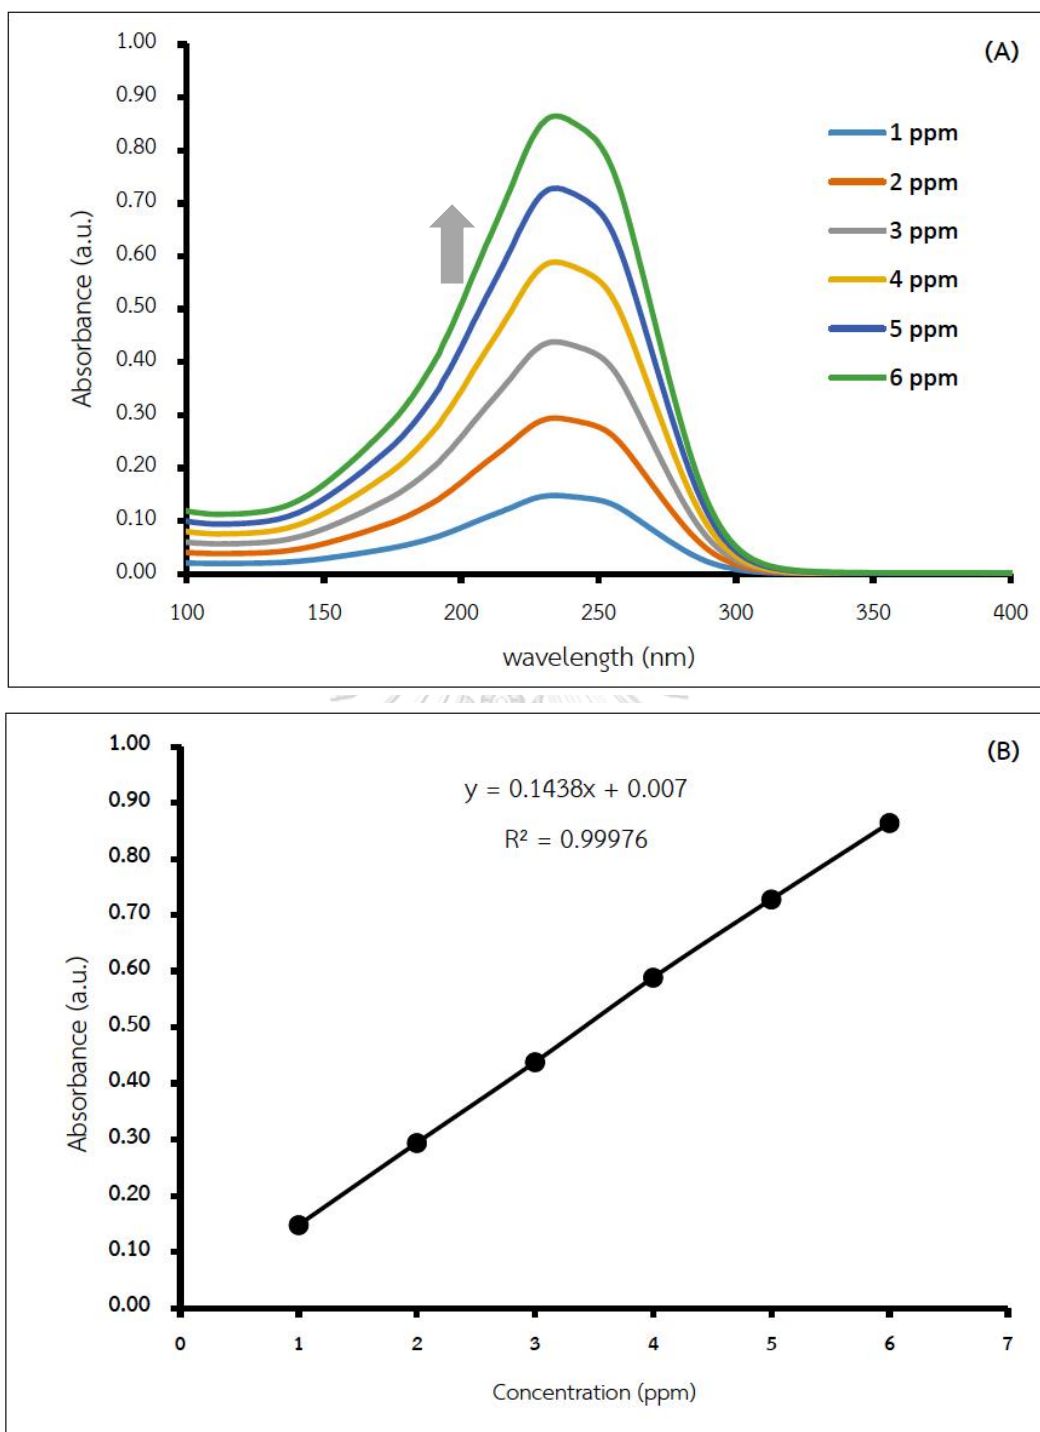 (A)
1.00
0.90
0.80
0.70
0.60
0.50
0.40
0.30
0.20
0.10
0.00
Absorbance (a.u.)
1 ppm
2 ppm
3 ppm
4 ppm
5 ppm
6 ppm
100 150 200 250 300 350 400
wavelength (nm)
(B)
y = 0.1438x + 0.007
R² = 0.99976
1.00
0.90
0.80
0.70
0.60
0.50
0.40
0.30
0.20
0.10
0.00
Absorbance (a.u.)
0 1 2 3 4 5 6 7
Concentration (ppm)